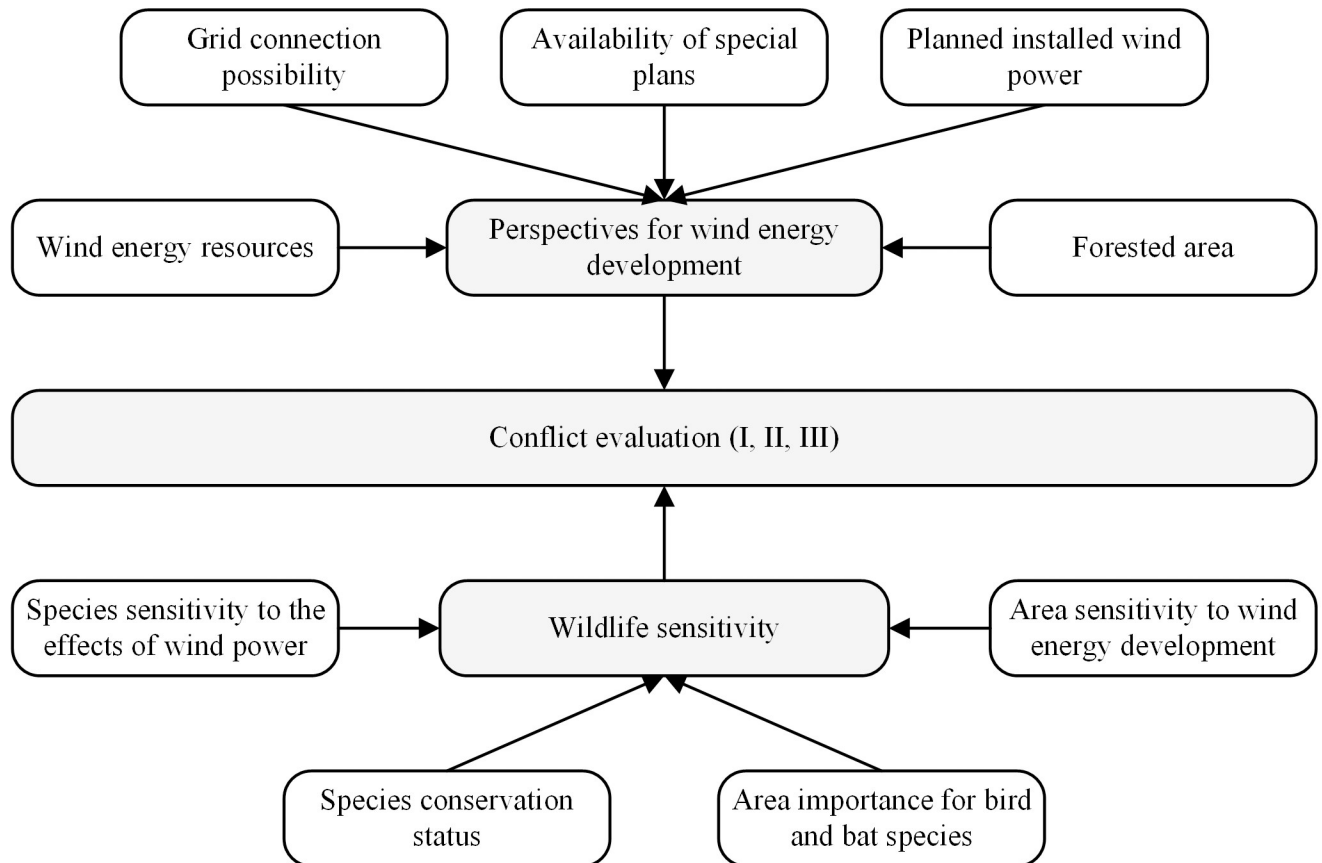 Grid connection
possibility
Availability of special
plans
Planned installed wind
power
Wind energy resources
Perspectives for wind energy
development
Forested area
Conflict evaluation (I, II, III)
Species sensitivity to the
effects of wind power
Wildlife sensitivity
Area sensitivity to wind
energy development
Species conservation
status
Area importance for bird
and bat species